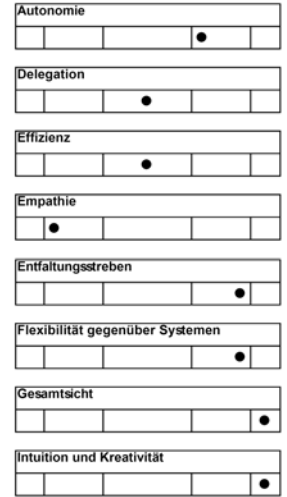 Autonomie
Delegation
Effizienz
Empathie
Entfaltungsstreben
Flexibilität gegenüber Systemen
Gesamtsicht
Intuition und Kreativität